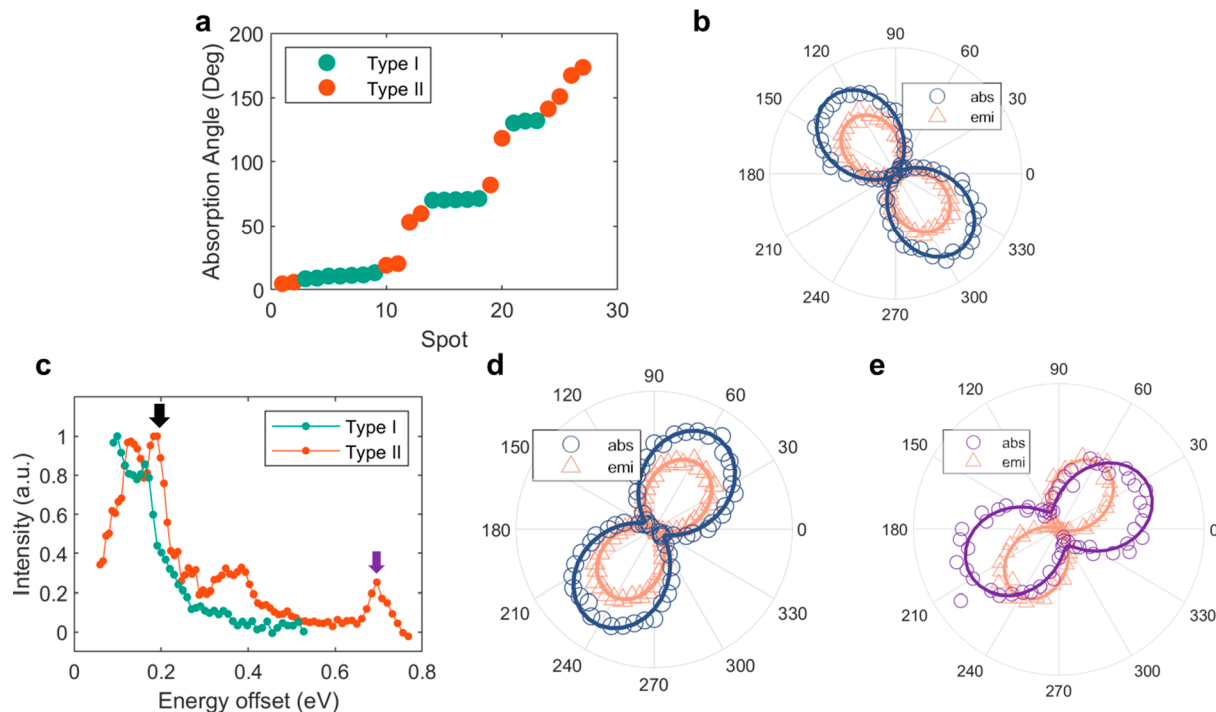 a
200
150
100
50
0
0
10
20
30
Absorption Angle (Deg)
Spot
Type I
Type II
b
90
60
30
0
330
300
270
240
210
180
150
120
abs
emi
c
1
0.8
0.6
0.4
0.2
0
0
0.2
0.4
0.6
0.8
Intensity (a.u.)
Energy offset (eV)
Type I
Type II
d
90
60
30
0
330
300
270
240
210
180
150
120
abs
emi
e
90
60
30
0
330
300
270
240
210
180
150
120
abs
emi